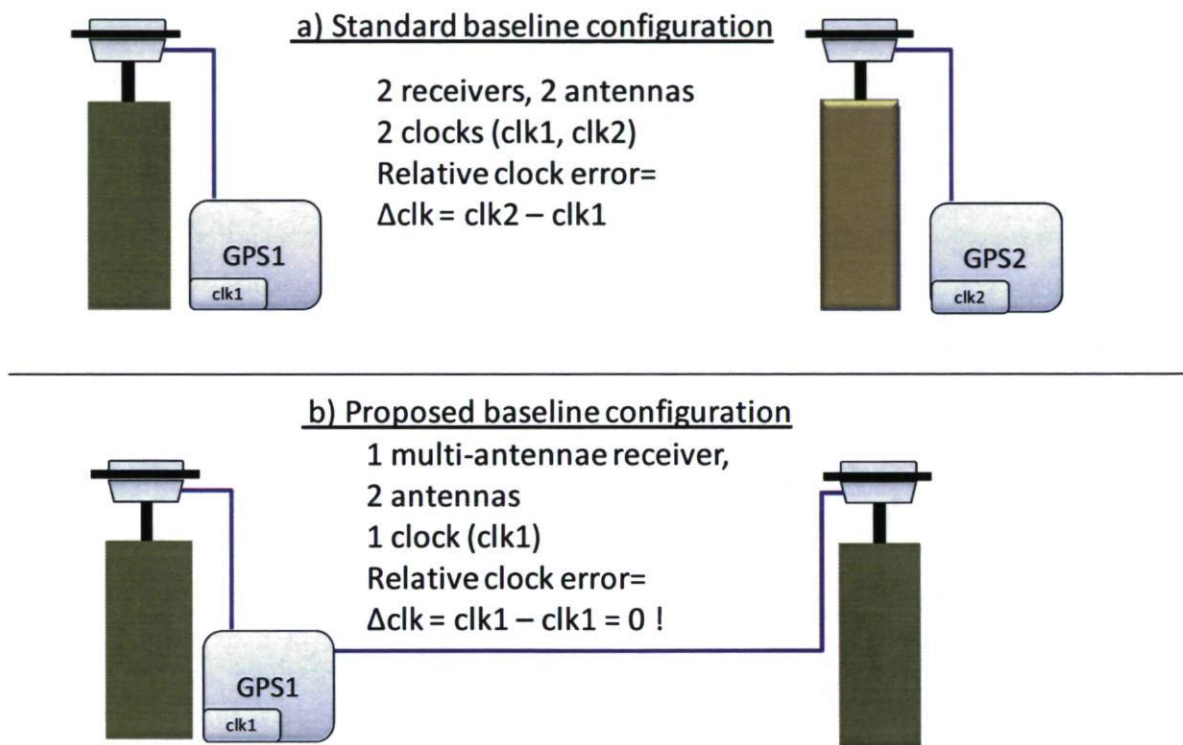 a) Standard baseline configuration
2 receivers, 2 antennas
2 clocks (clk1, clk2)
Relative clock error=
Δclk = clk2 – clk1
GPS1
clk1
GPS2
clk2
b) Proposed baseline configuration
1 multi-antennae receiver,
2 antennas
1 clock (clk1)
Relative clock error=
Δclk = clk1 – clk1 = 0 !
GPS1
clk1